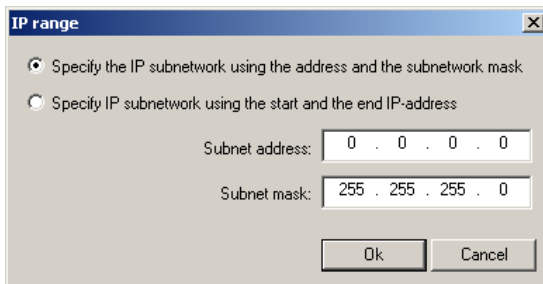 IP range
Specify the IP subnetwork using the address and the subnetwork mask
Specify IP subnetwork using the start and the end IP-address
Subnet address: 0 . 0 . 0 . 0
Subnet mask: 255 . 255 . 255 . 0
Ok Cancel